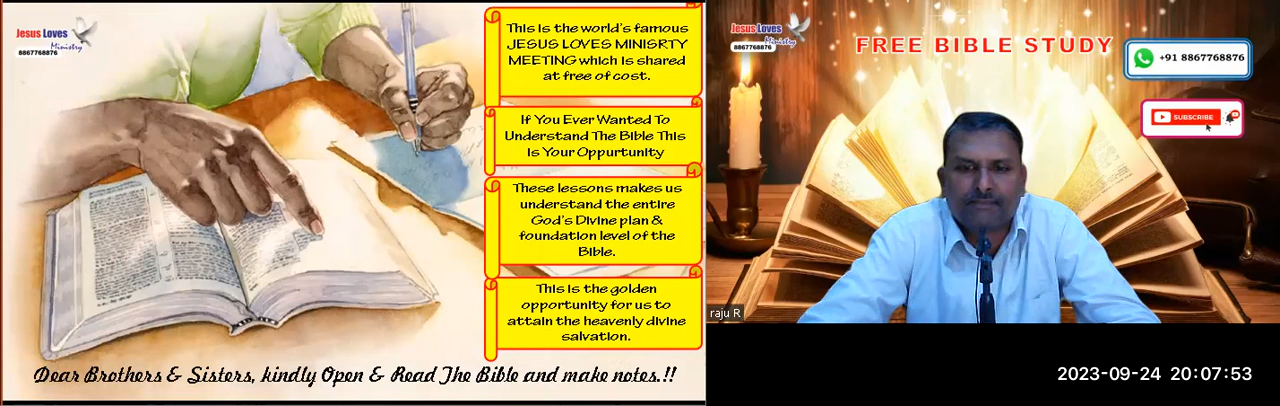 Jesus Loves
Ministry
8867768876
This is the world's famous
JESUS LOVES MINISRTY
MEETING which is shared
at free of cost.
If You Ever Wanted To
Understand The Bible This
is Your Oppurtunity
These lessons makes us
understand the entire
God's Divine plan &
foundation level of the
Bible.
This is the golden
opportunity for us to
attain the heavenly divine
salvation.
Dear Brothers & Sisters, kindly Open & Read The Bible and make notes.!!
Jesus Loves
Ministry
8867768876
FREE BIBLE STUDY
+91 8867768876
SUBSCRIBE
raju R
2023-09-24 20:07:53